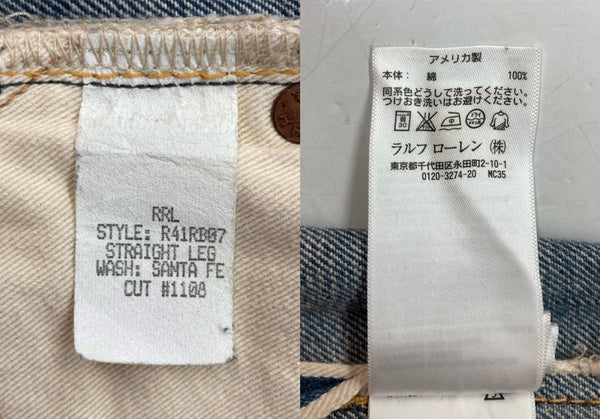 RRL
STYLE: R41RB07
STRAIGHT LEG
WASH: SANTA FE
CUT #1108
アメリカ製
本体: 綿 100%
同系色どうしで洗ってください。
つけおき洗いはお避けください。
ラルフ ローレン (株)
東京都千代田区永田町2-10-1
0120-3274-20 MC35